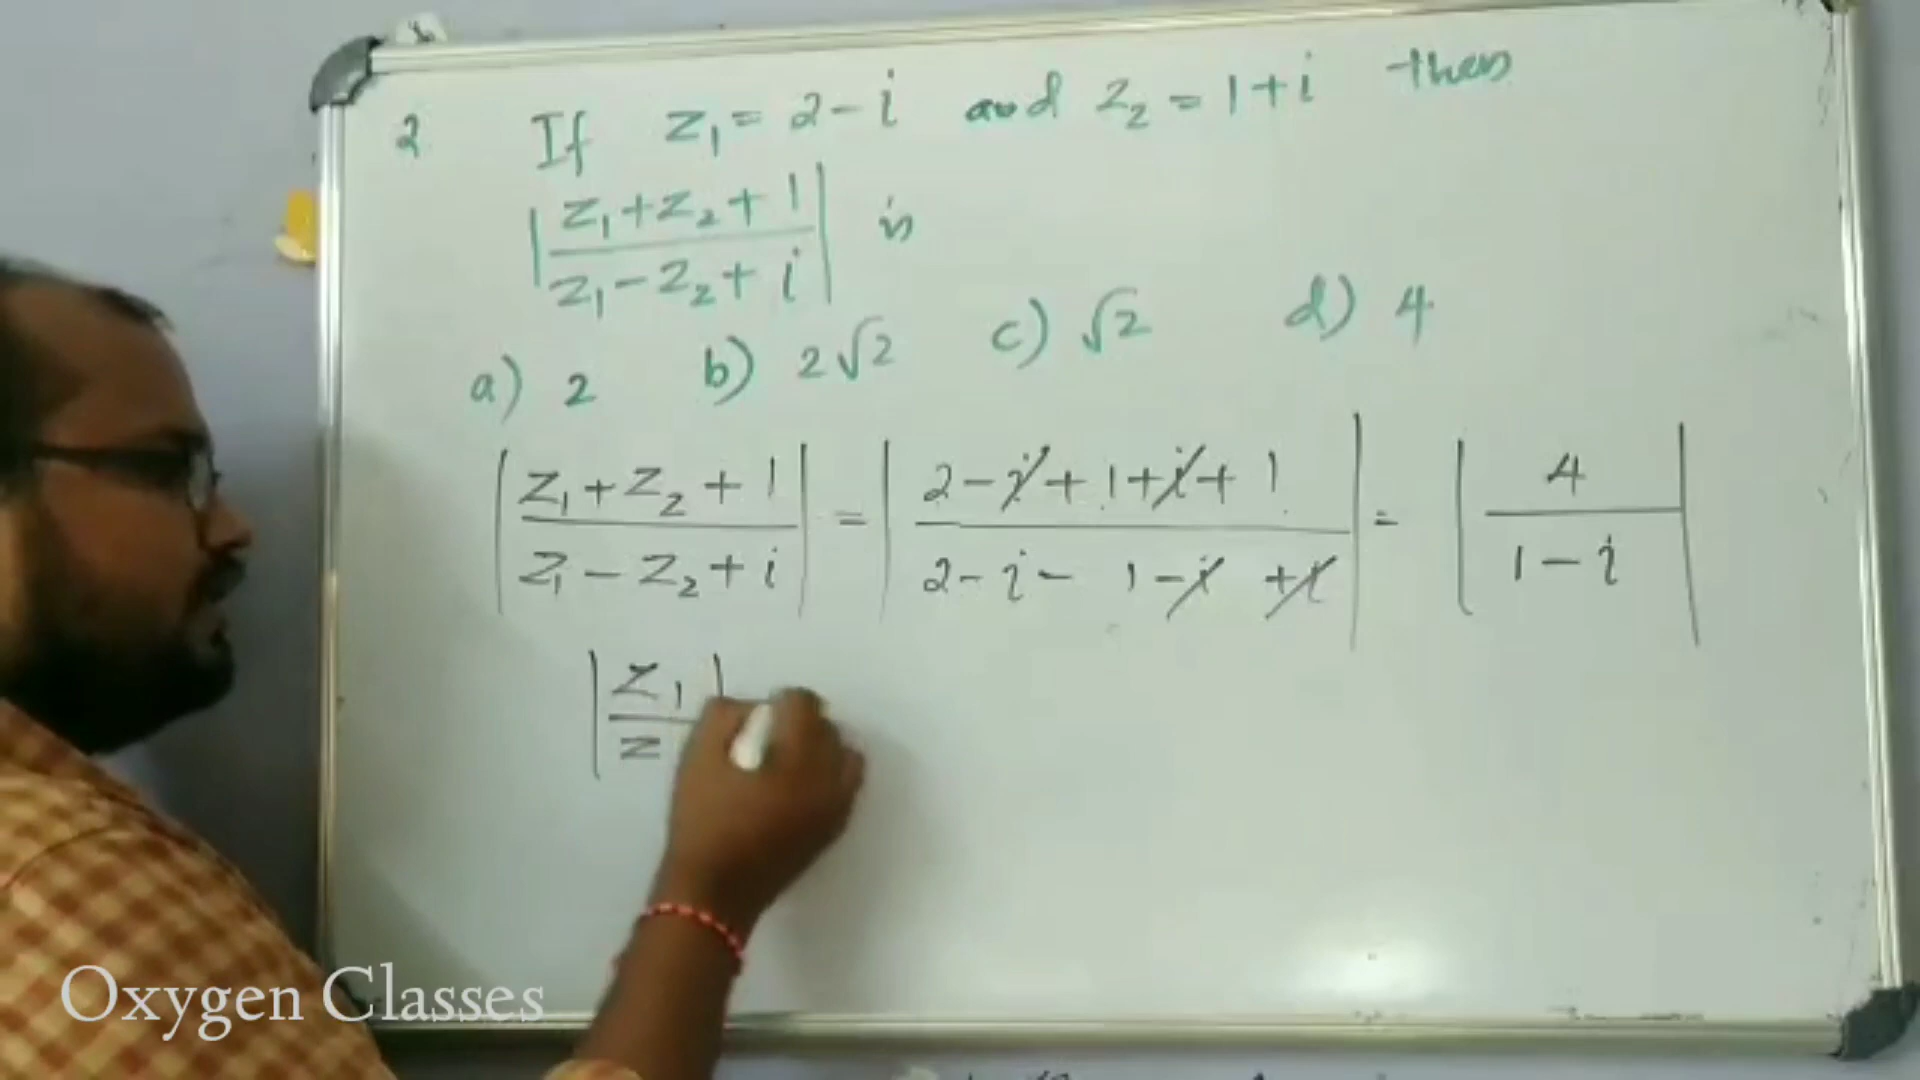 2 If z₁ = 2 - i and z₂ = 1 + i then
|(z₁ + z₂ + 1)/(z₁ - z₂ + i)| is
a) 2 b) 2√2 c) √2 d) 4
|(z₁ + z₂ + 1)/(z₁ - z₂ + i)| = |(2 - i + 1 + i + 1)/(2 - i - 1 - i + i)| = |4/(1 - i)|
|z₁/z|
Oxygen Classes